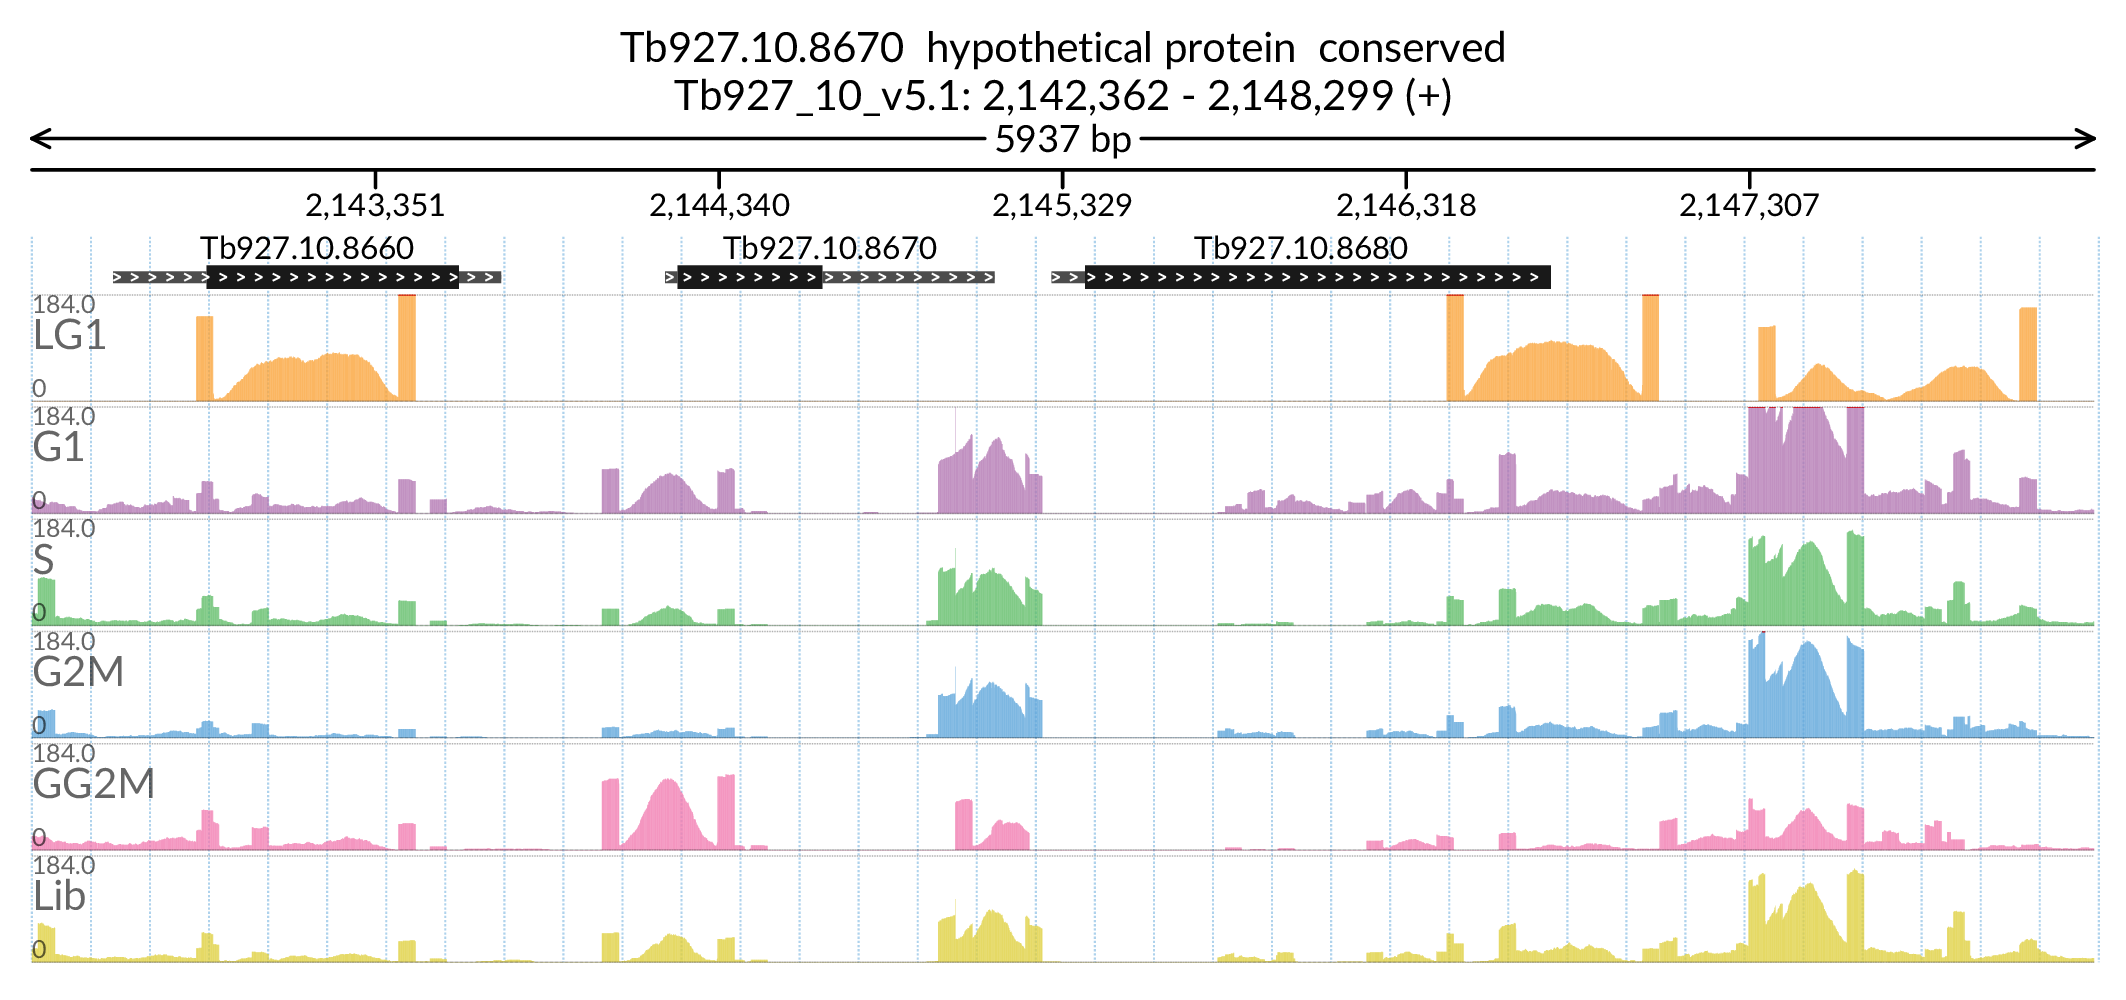 Tb927.10.8670  hypothetical protein  conserved
Tb927_10_v5.1: 2,142,362 - 2,148,299 (+)
5937 bp
2,143,351 2,144,340 2,145,329 2,146,318 2,147,307
Tb927.10.8660 Tb927.10.8670 Tb927.10.8680
184.0
LG1
0
184.0
G1
0
184.0
S
0
184.0
G2M
0
184.0
GG2M
0
184.0
Lib
0